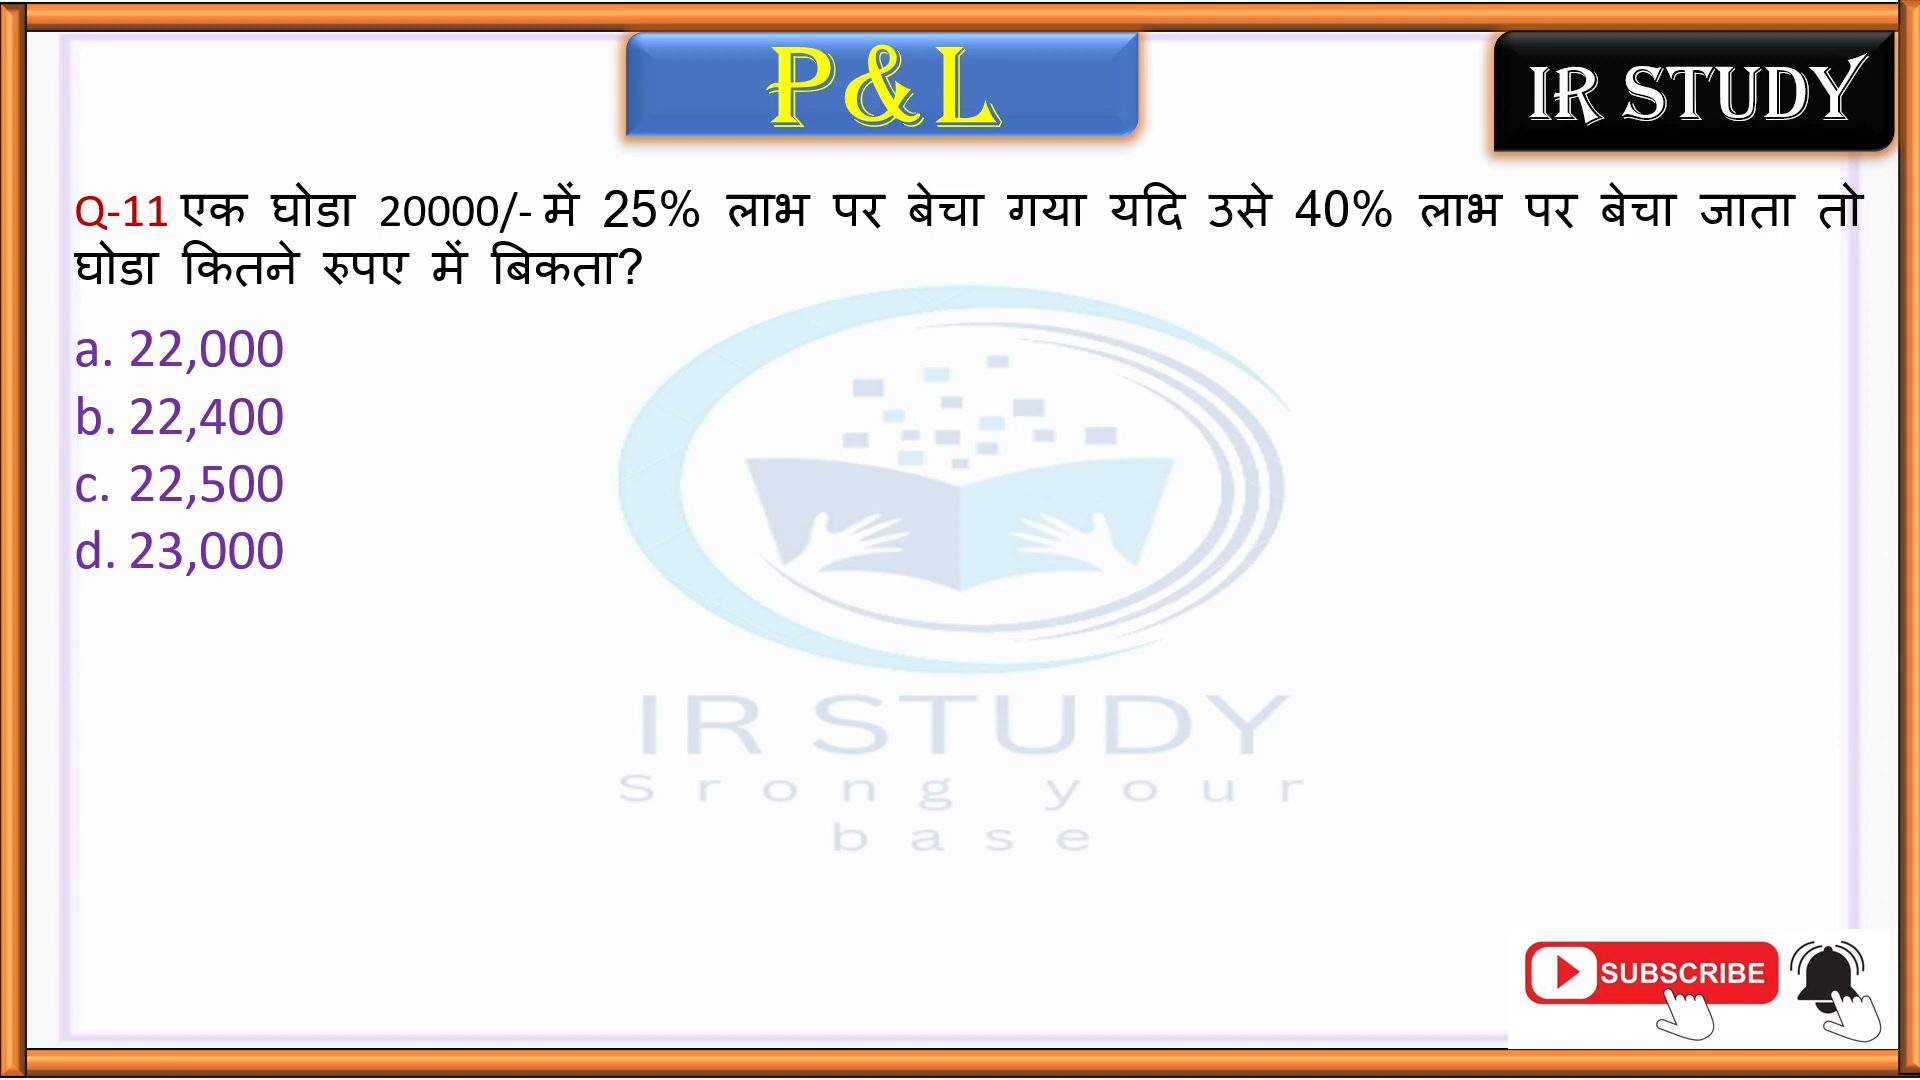 P&L
IR STUDY
Q-11 एक घोडा 20000/- में 25% लाभ पर बेचा गया यदि उसे 40% लाभ पर बेचा जाता तो
घोडा कितने रुपए में बिकता?
a. 22,000
b. 22,400
c. 22,500
d. 23,000
IR STUDY
Srong your
base
SUBSCRIBE